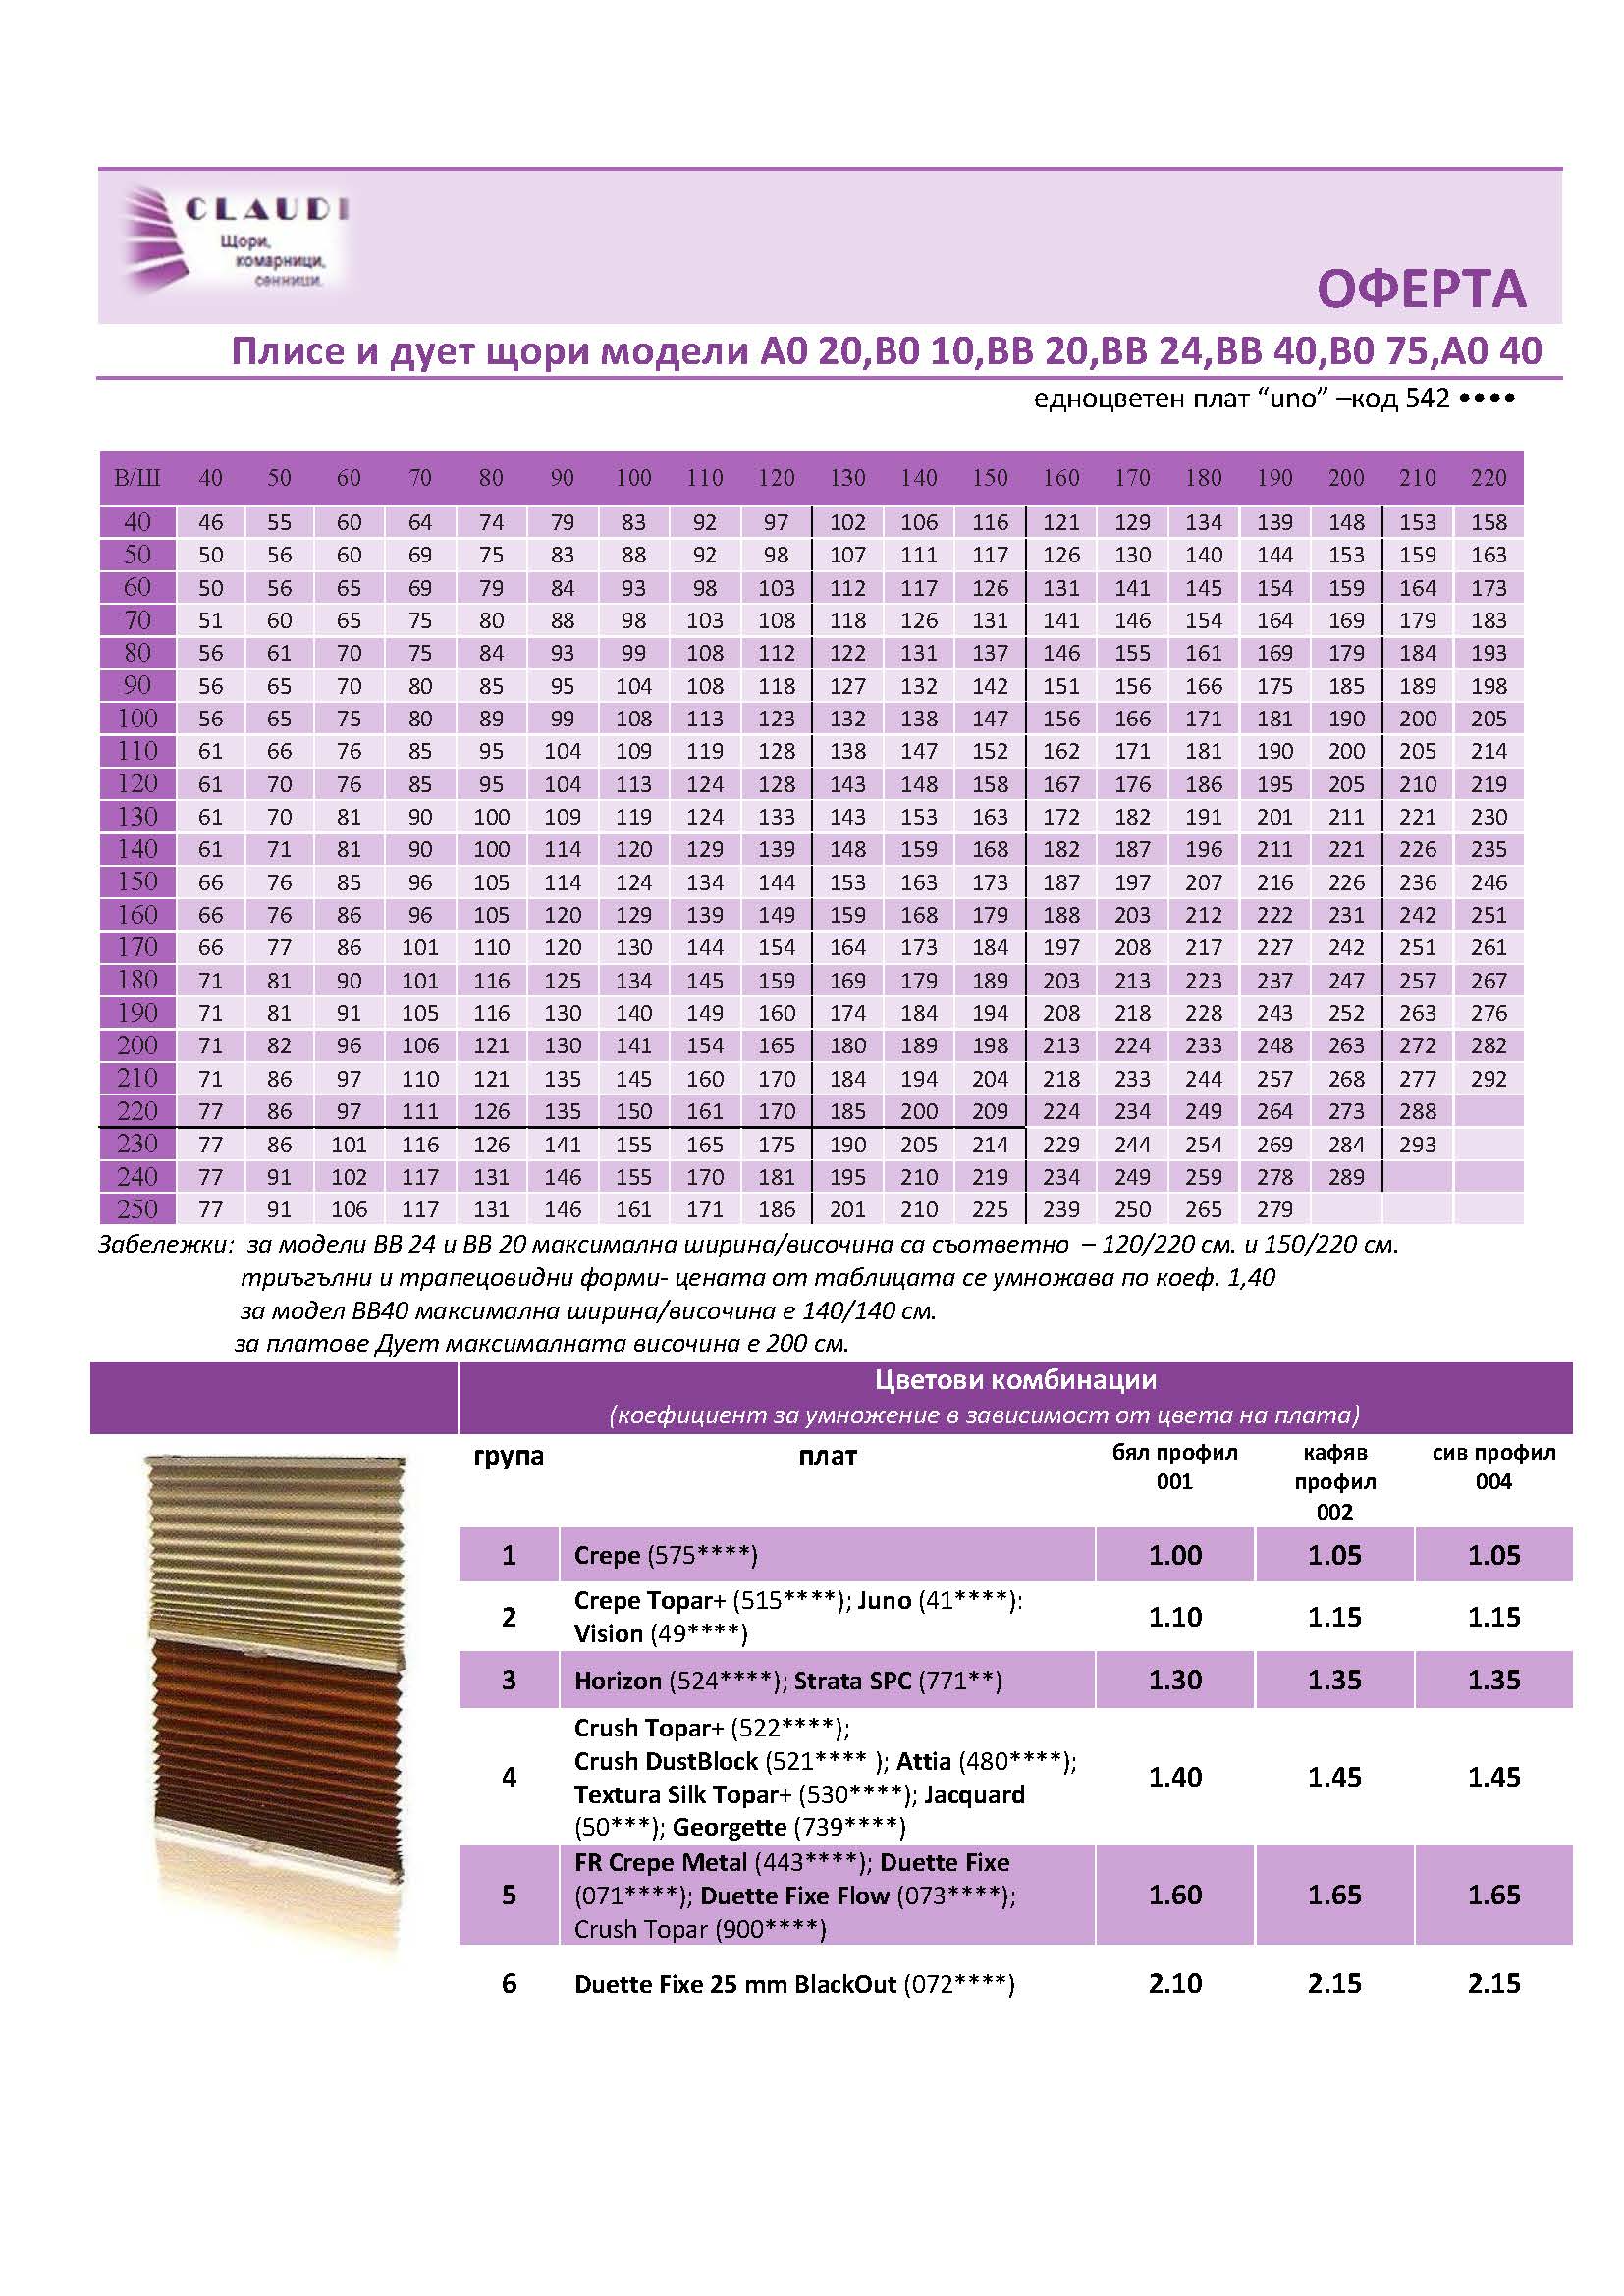 CLAUDI
Щори,
комарници,
сенници.
ОФЕРТА
Плисе и дует щори модели А0 20,В0 10,ВВ 20,ВВ 24,ВВ 40,В0 75,А0 40
едноцветен плат “uno” –код 542 ••••
В/Ш 40 50 60 70 80 90 100 110 120 130 140 150 160 170 180 190 200 210 220
40 46 55 60 64 74 79 83 92 97 102 106 116 121 129 134 139 148 153 158
50 50 56 60 69 75 83 88 92 98 107 111 117 126 130 140 144 153 159 163
60 50 56 65 69 79 84 93 98 103 112 117 126 131 141 145 154 159 164 173
70 51 60 65 75 80 88 98 103 108 118 126 131 141 146 154 164 169 179 183
80 56 61 70 75 84 93 99 108 112 122 131 137 146 155 161 169 179 184 193
90 56 65 70 80 85 95 104 108 118 127 132 142 151 156 166 175 185 189 198
100 56 65 75 80 89 99 108 113 123 132 138 147 156 166 171 181 190 200 205
110 61 66 76 85 95 104 109 119 128 138 147 152 162 171 181 190 200 205 214
120 61 70 76 85 95 104 113 124 128 143 148 158 167 176 186 195 205 210 219
130 61 70 81 90 100 109 119 124 133 143 153 163 172 182 191 201 211 221 230
140 61 71 81 90 100 114 120 129 139 148 159 168 182 187 196 211 221 226 235
150 66 76 85 96 105 114 124 134 144 153 163 173 187 197 207 216 226 236 246
160 66 76 86 96 105 120 129 139 149 159 168 179 188 203 212 222 231 242 251
170 66 77 86 101 110 120 130 144 154 164 173 184 197 208 217 227 242 251 261
180 71 81 90 101 116 125 134 145 159 169 179 189 203 213 223 237 247 257 267
190 71 81 91 105 116 130 140 149 160 174 184 194 208 218 228 243 252 263 276
200 71 82 96 106 121 130 141 154 165 180 189 198 213 224 233 248 263 272 282
210 71 86 97 110 121 135 145 160 170 184 194 204 218 233 244 257 268 277 292
220 77 86 97 111 126 135 150 161 170 185 200 209 224 234 249 264 273 288
230 77 86 101 116 126 141 155 165 175 190 205 214 229 244 254 269 284 293
240 77 91 102 117 131 146 155 170 181 195 210 219 234 249 259 278 289
250 77 91 106 117 131 146 161 171 186 201 210 225 239 250 265 279
Забележки: за модели ВВ 24 и ВВ 20 максимална ширина/височина са съответно – 120/220 см. и 150/220 см.
триъгълни и трапецовидни форми- цената от таблицата се умножава по коеф. 1,40
за модел ВВ40 максимална ширина/височина е 140/140 см.
за платове Дует максималната височина е 200 см.
Цветови комбинации
(коефициент за умножение в зависимост от цвета на плата)
група плат бял профил кафяв сив профил
001 профил 004
002
1 Crepe (575****) 1.00 1.05 1.05
Crepe Topar+ (515****); Juno (41****):
2 1.10 1.15 1.15
Vision (49****)
3 Horizon (524****); Strata SPC (771**) 1.30 1.35 1.35
Crush Topar+ (522****);
Crush DustBlock (521**** ); Attia (480****);
4 1.40 1.45 1.45
Textura Silk Topar+ (530****); Jacquard
(50***); Georgette (739****)
FR Crepe Metal (443****); Duette Fixe
5 (071****); Duette Fixe Flow (073****); 1.60 1.65 1.65
Crush Topar (900****)
6 Duette Fixe 25 mm BlackOut (072****) 2.10 2.15 2.15